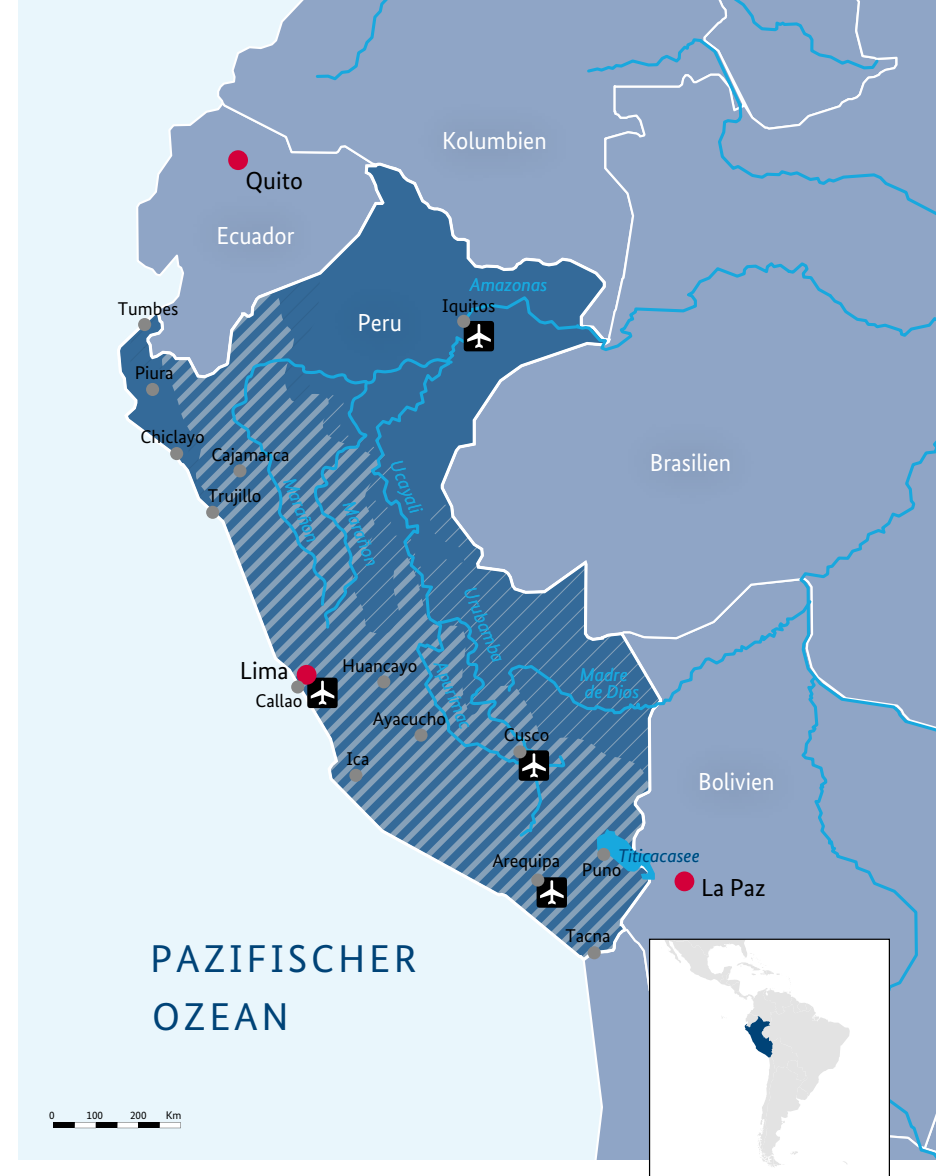 Kolumbien
Quito
Ecuador
Amazonas
Tumbes
Iquitos
Peru
Piura
Chiclayo
Cajamarca
Brasilien
Ucayali
Trujillo
Marañon
Marañon
Urubamba
Lima
Huancayo
Apurimac
Madre
de Dios
Callao
Ayacucho
Cusco
Ica
Bolivien
Titicacasee
Arequipa
Puno
La Paz
Tacna
PAZIFISCHER
OZEAN
0 100 200 Km